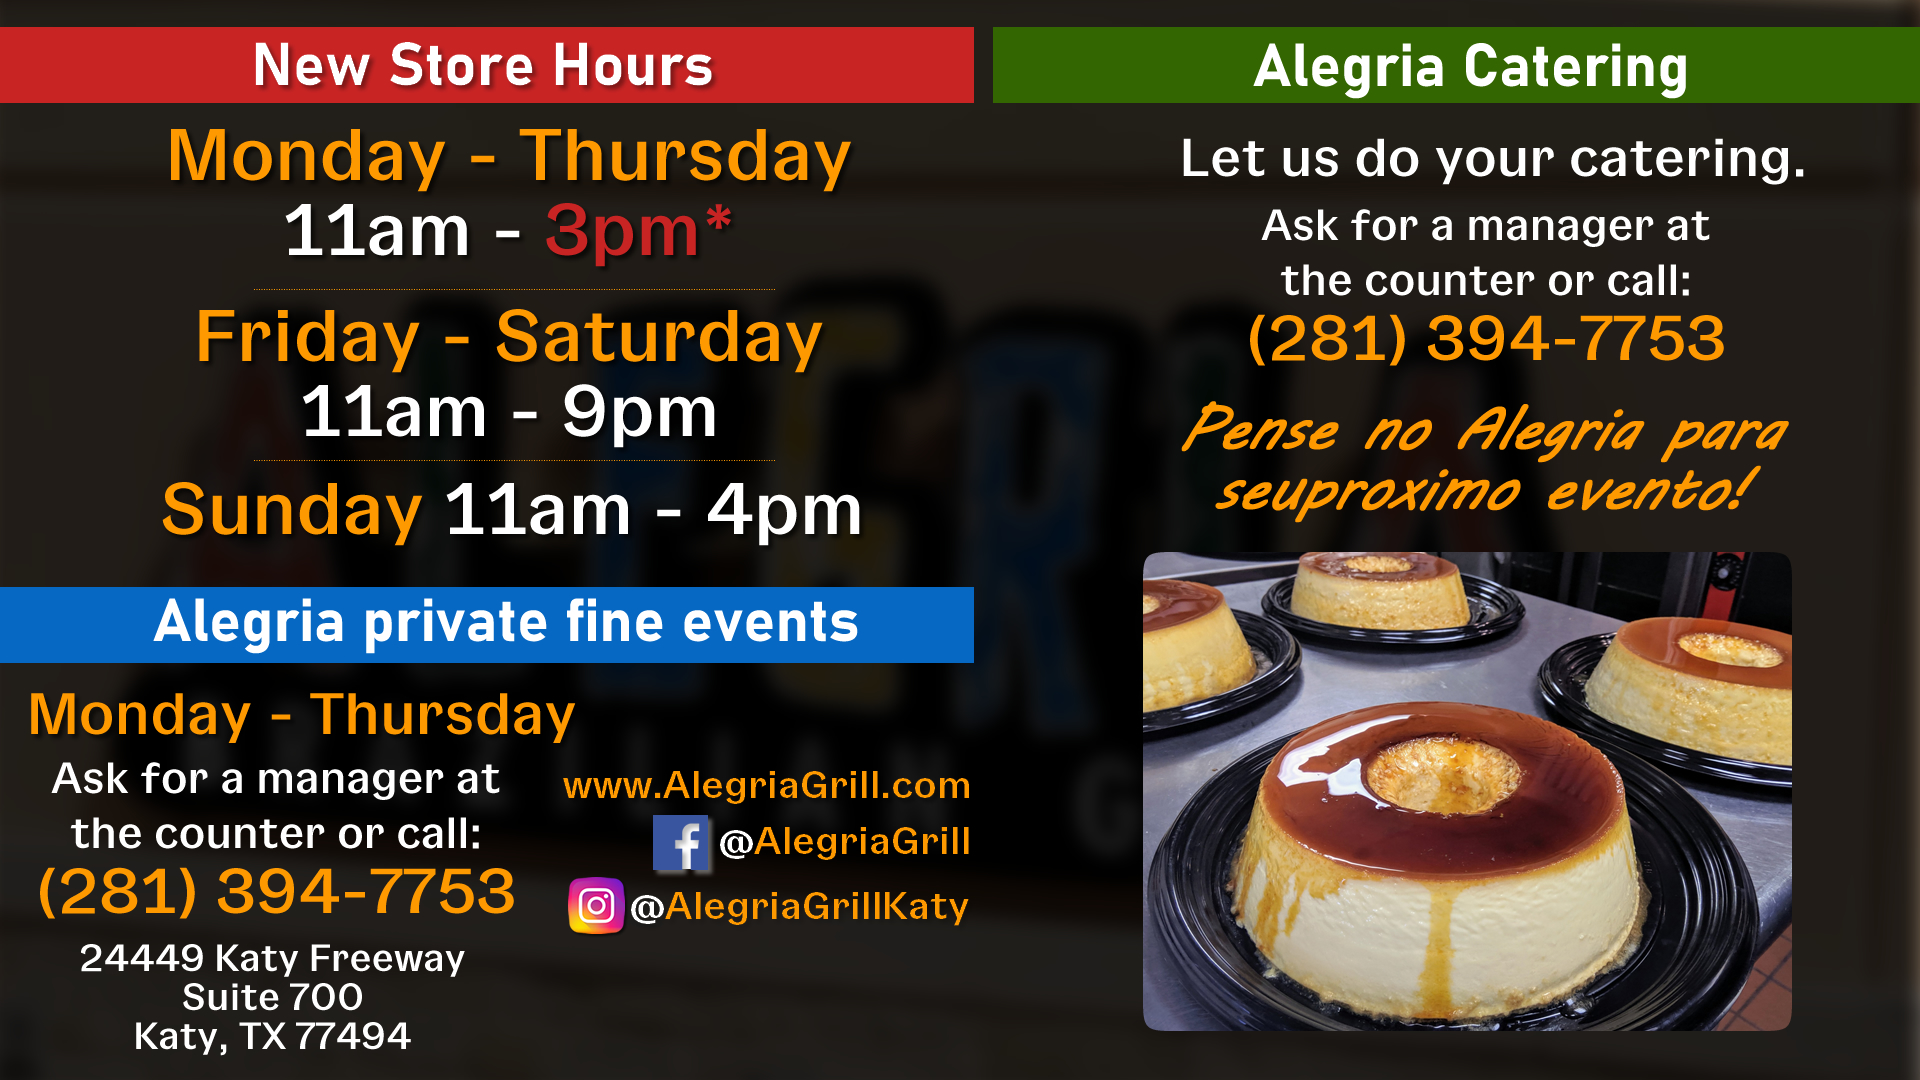 New Store Hours
Monday - Thursday
11am - 3pm*
Friday - Saturday
11am - 9pm
Sunday 11am - 4pm
Alegria private fine events
Monday - Thursday
Ask for a manager at
the counter or call:
(281) 394-7753
24449 Katy Freeway
Suite 700
Katy, TX 77494
www.AlegriaGrill.com
@AlegriaGrill
@AlegriaGrillKaty
Alegria Catering
Let us do your catering.
Ask for a manager at
the counter or call:
(281) 394-7753
Pense no Alegria para
seuproximo evento!
ALEGRIA
BRAZILIAN G